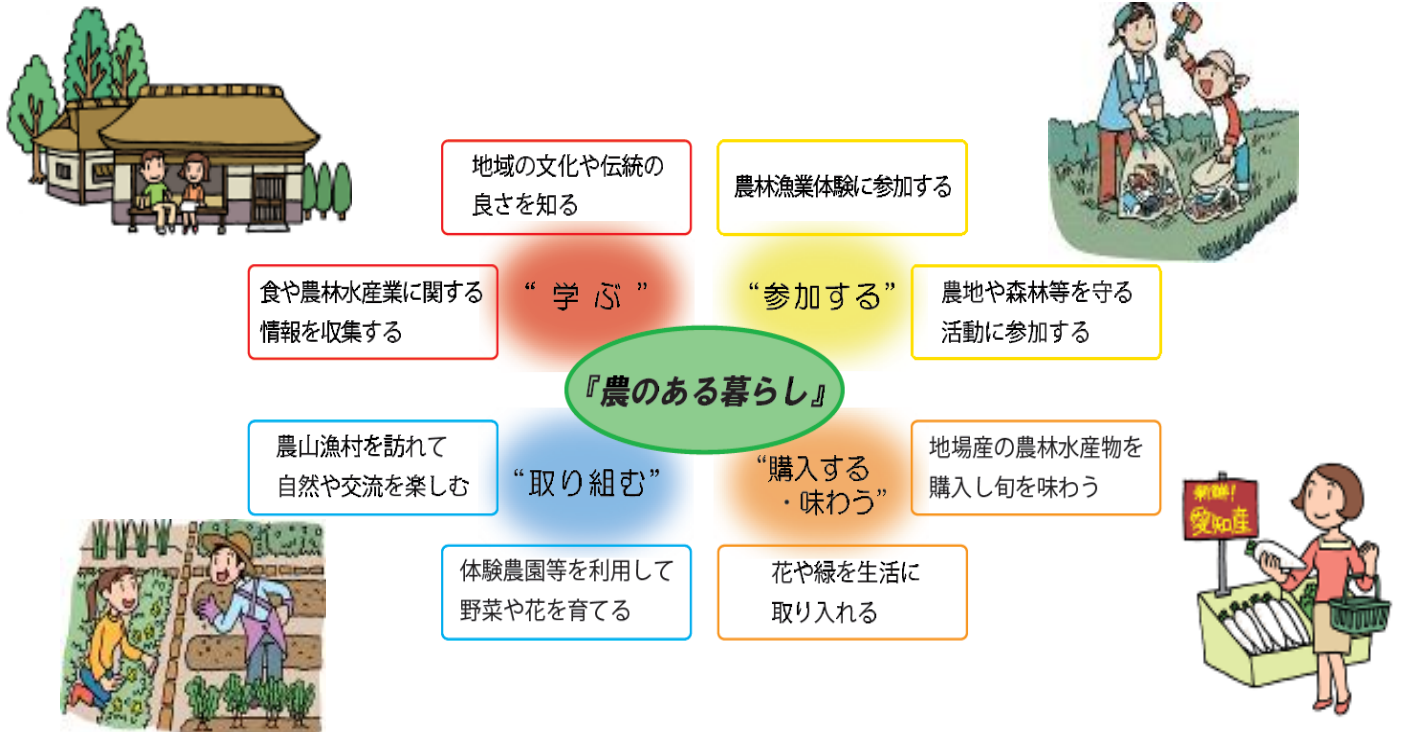 地域の文化や伝統の
良さを知る
農林漁業体験に参加する
食や農林水産業に関する
情報を収集する
“ 学 ぶ ”
“参加する”
農地や森林等を守る
活動に参加する
『農のある暮らし』
農山漁村を訪れて
自然や交流を楽しむ
“取り組む”
“購入する
・味わう”
地場産の農林水産物を
購入し旬を味わう
体験農園等を利用して
野菜や花を育てる
花や緑を生活に
取り入れる
新鮮!
愛知産